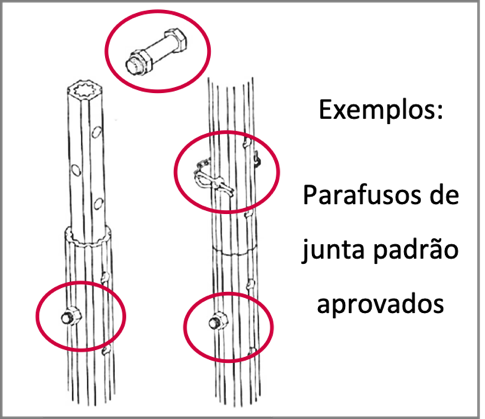 Exemplos:
Parafusos de
junta padrão
aprovados